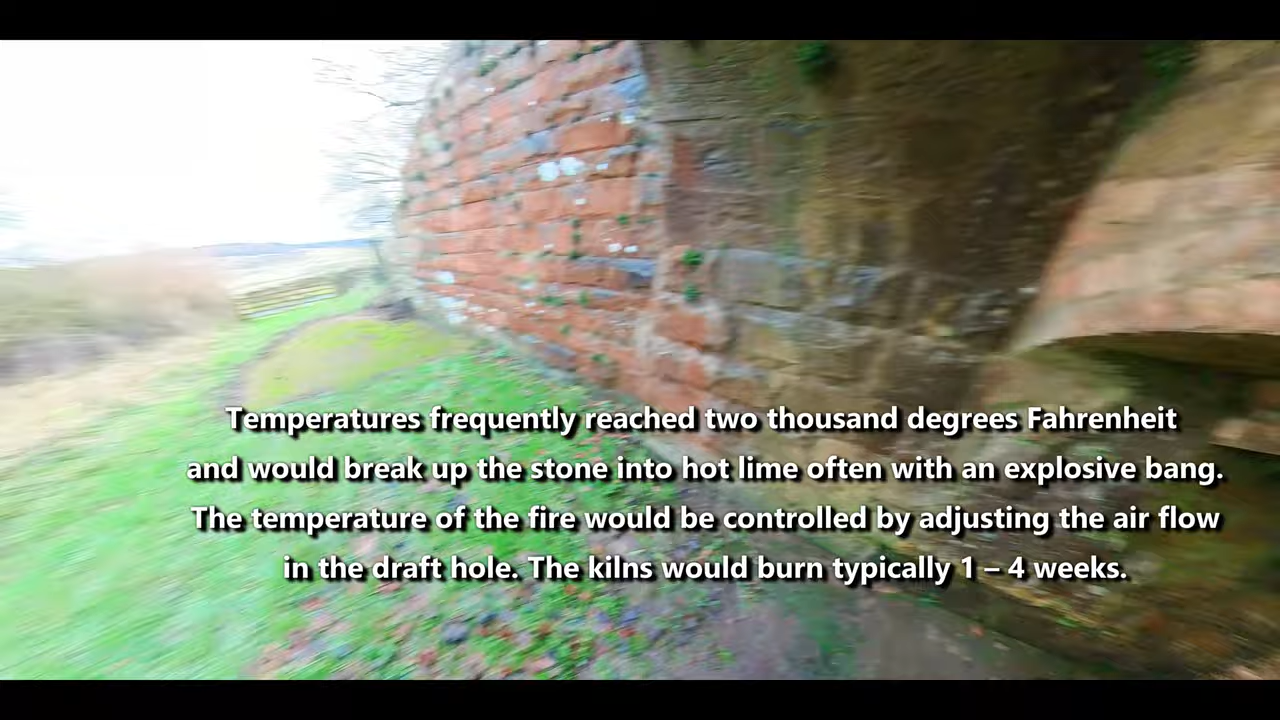 Temperatures frequently reached two thousand degrees Fahrenheit
and would break up the stone into hot lime often with an explosive bang.
The temperature of the fire would be controlled by adjusting the air flow
in the draft hole. The kilns would burn typically 1 – 4 weeks.